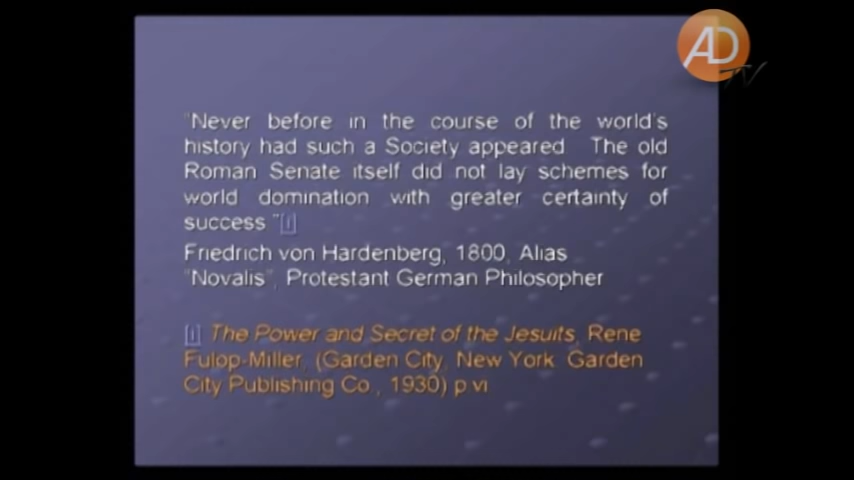 AD
TV
"Never before in the course of the world's
history had such a Society appeared The old
Roman Senate itself did not lay schemes for
world domination with greater certainty of
success "[i]
Friedrich von Hardenberg, 1800, Alias
"Novalis", Protestant German Philosopher
[i] The Power and Secret of the Jesuits, Rene
Fulop-Miller, (Garden City, New York Garden
City Publishing Co., 1930) p vi